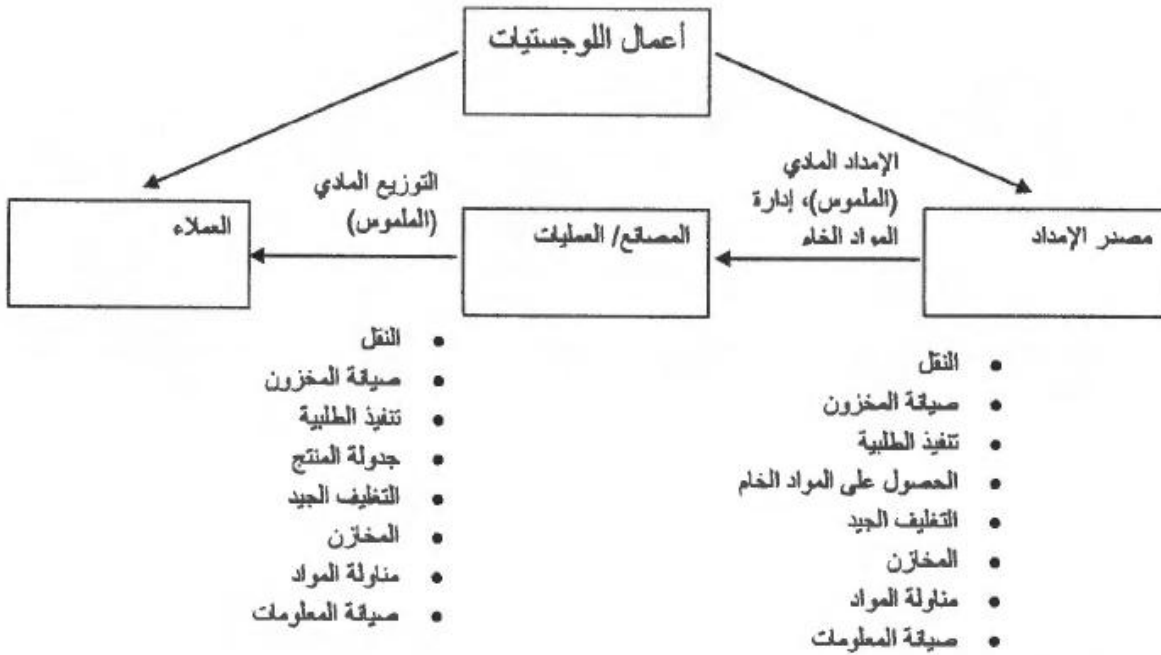 أعمال اللوجستيات
الإمداد المادي
(الملموس)، إدارة
المواد الخام
التوزيع المادي
(الملموس)
مصدر الإمداد
المصانع/ العمليات
العملاء
• النقل
• صيانة المخزون
• تنفيذ الطلبية
• الحصول على المواد الخام
• التغليف الجيد
• المخازن
• مناولة المواد
• صيانة المعلومات
• النقل
• صيانة المخزون
• تنفيذ الطلبية
• جدولة المنتج
• التغليف الجيد
• المخازن
• مناولة المواد
• صيانة المعلومات